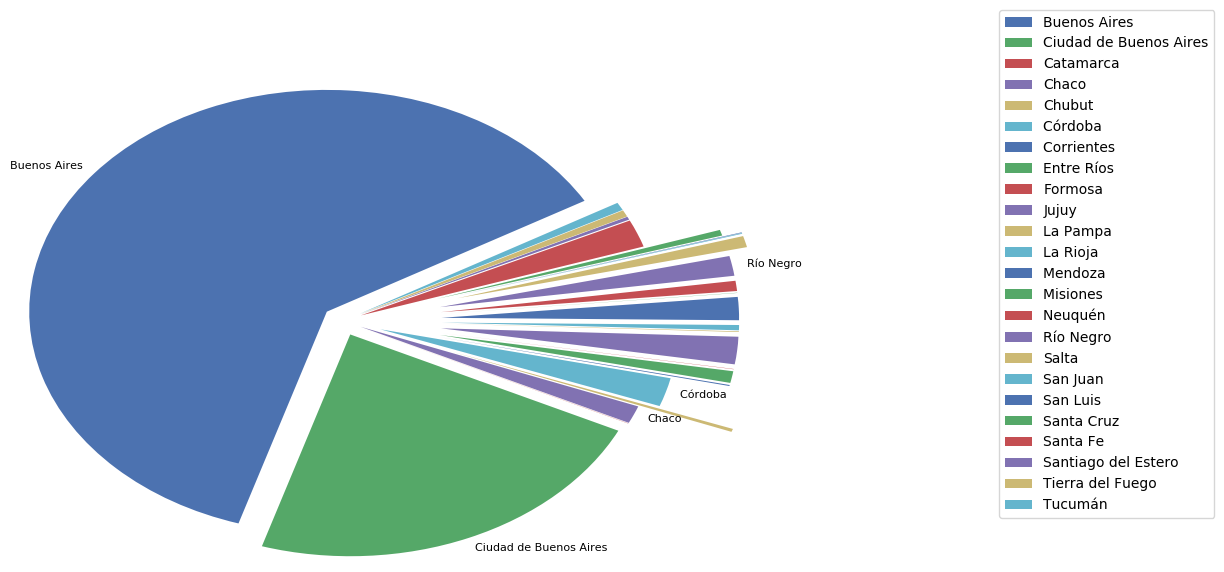 Buenos Aires
Río Negro
Córdoba
Chaco
Ciudad de Buenos Aires
Buenos Aires
Ciudad de Buenos Aires
Catamarca
Chaco
Chubut
Córdoba
Corrientes
Entre Ríos
Formosa
Jujuy
La Pampa
La Rioja
Mendoza
Misiones
Neuquén
Río Negro
Salta
San Juan
San Luis
Santa Cruz
Santa Fe
Santiago del Estero
Tierra del Fuego
Tucumán